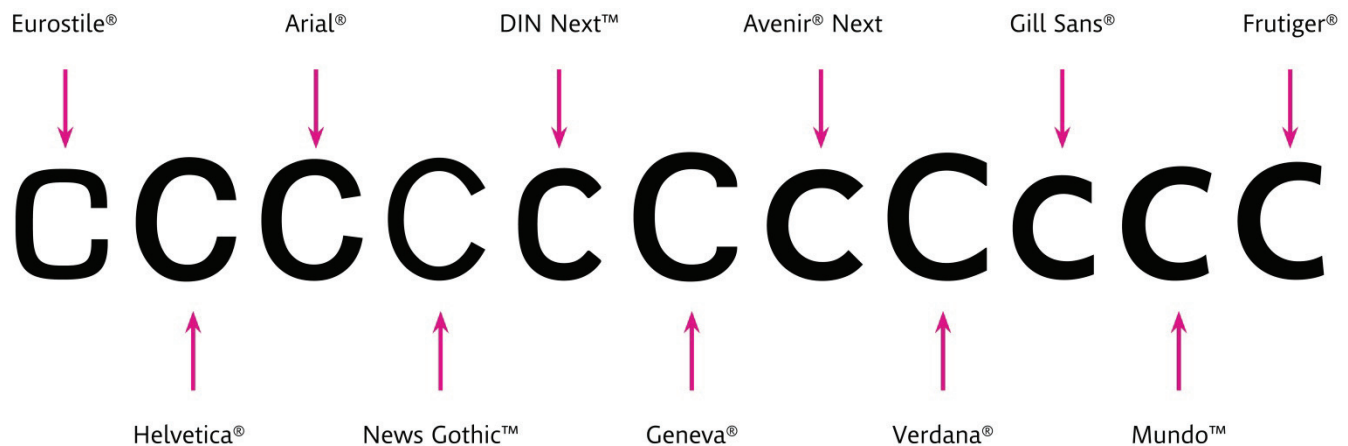 Eurostile® Arial® DIN Next™ Avenir® Next Gill Sans® Frutiger®
c c c c c c c c c c c
Helvetica® News Gothic™ Geneva® Verdana® Mundo™